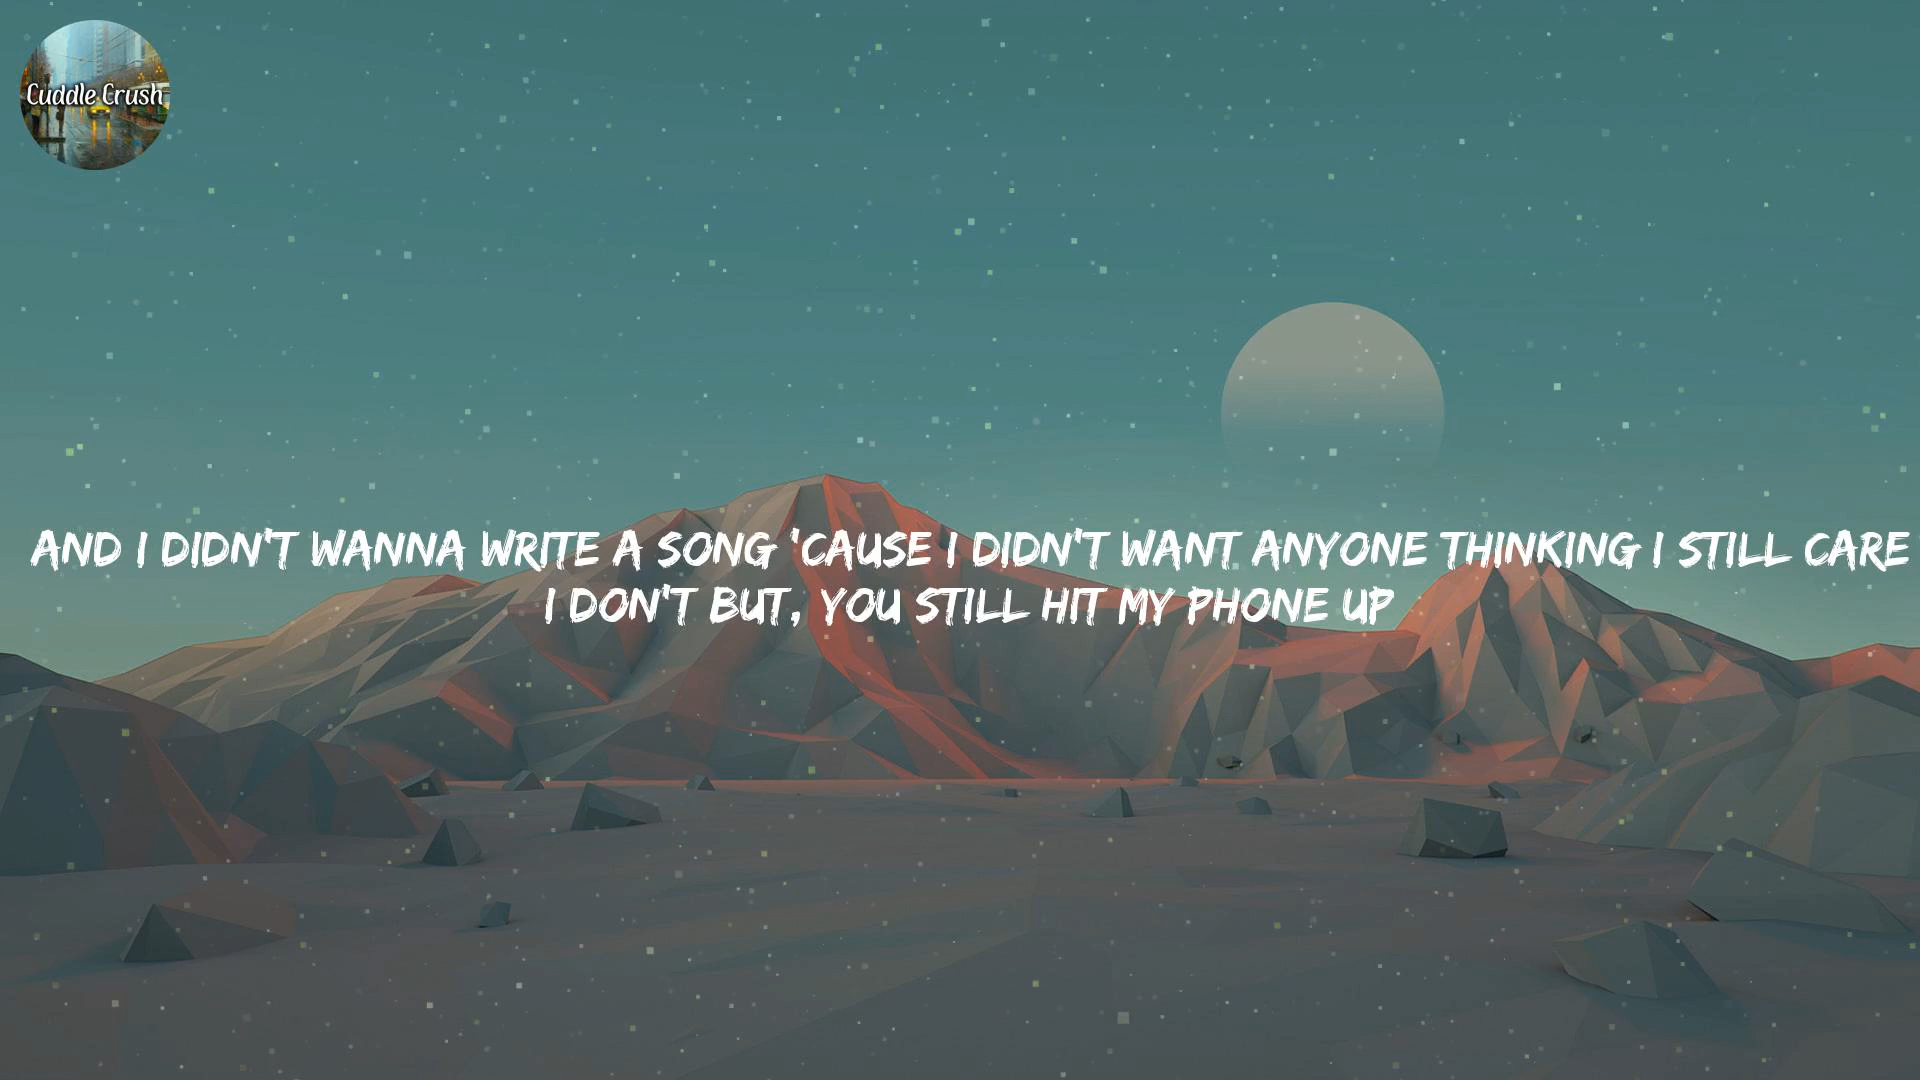 Cuddle Crush
AND I DIDN'T WANNA WRITE A SONG 'CAUSE I DIDN'T WANT ANYONE THINKING I STILL CARE
I DON'T BUT, YOU STILL HIT MY PHONE UP